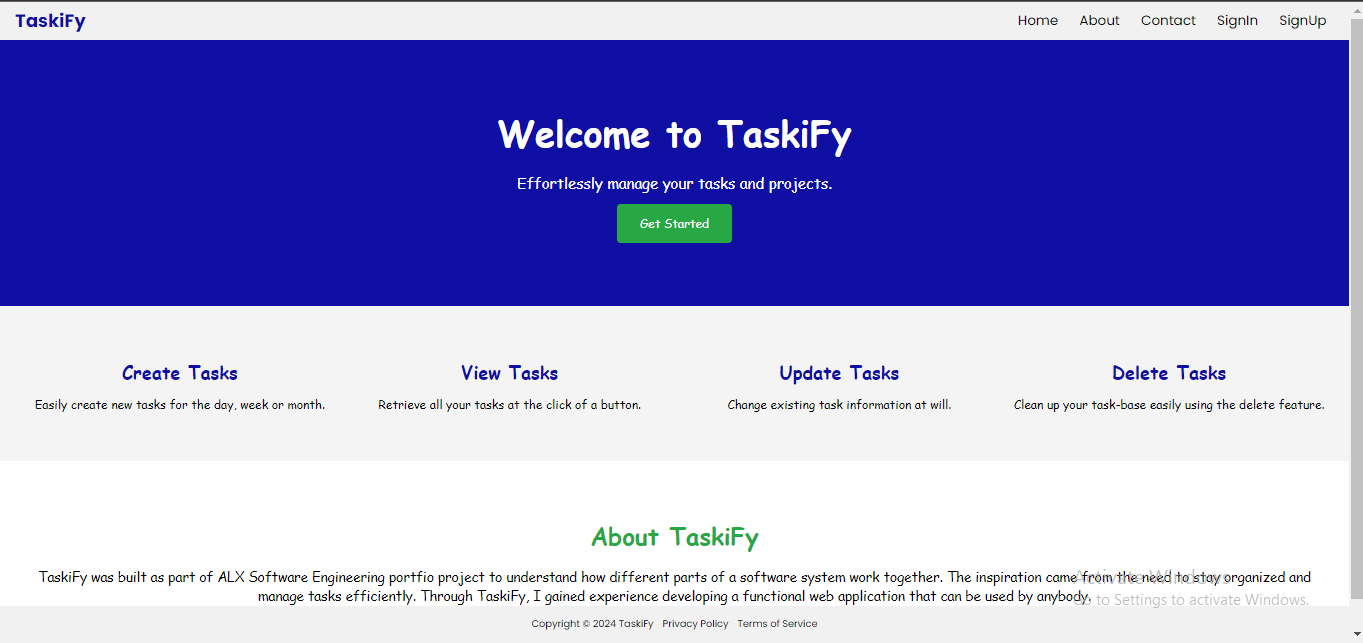 TaskiFy
Home About Contact SignIn SignUp
Welcome to TaskiFy
Effortlessly manage your tasks and projects.
Get Started
Create Tasks
Easily create new tasks for the day, week or month.
View Tasks
Retrieve all your tasks at the click of a button.
Update Tasks
Change existing task information at will.
Delete Tasks
Clean up your task-base easily using the delete feature.
About TaskiFy
TaskiFy was built as part of ALX Software Engineering portfio project to understand how different parts of a software system work together. The inspiration came from the need to stay organized and
manage tasks efficiently. Through TaskiFy, I gained experience developing a functional web application that can be used by anybody.
Activate Windows
Go to Settings to activate Windows.
Copyright © 2024 TaskiFy Privacy Policy Terms of Service